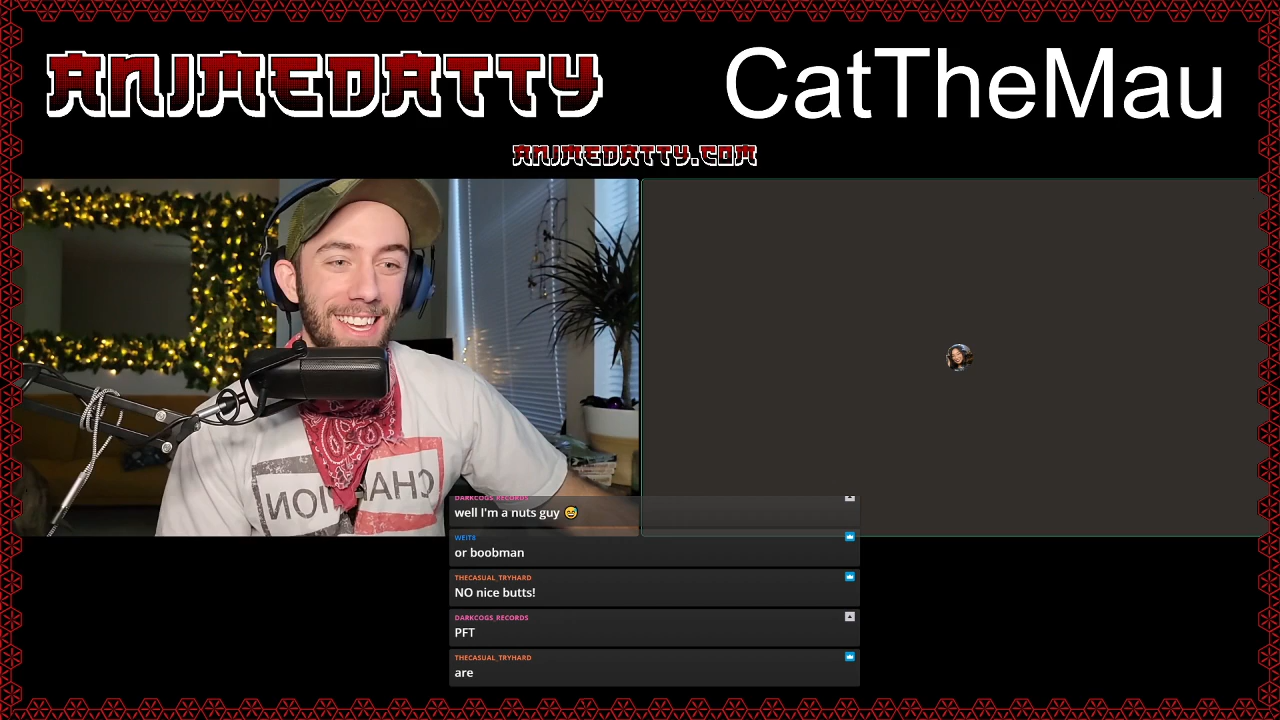 ANIMEDATTY
CatTheMau
ANIMEDATTY.COM
CHAMPION
DARKCOGS_RECORDS
well I'm a nuts guy 😅
WEITE
or boobman
THECASUAL_TRYHARD
NO nice butts!
DARKCOGS_RECORDS
PFT
THECASUAL_TRYHARD
are